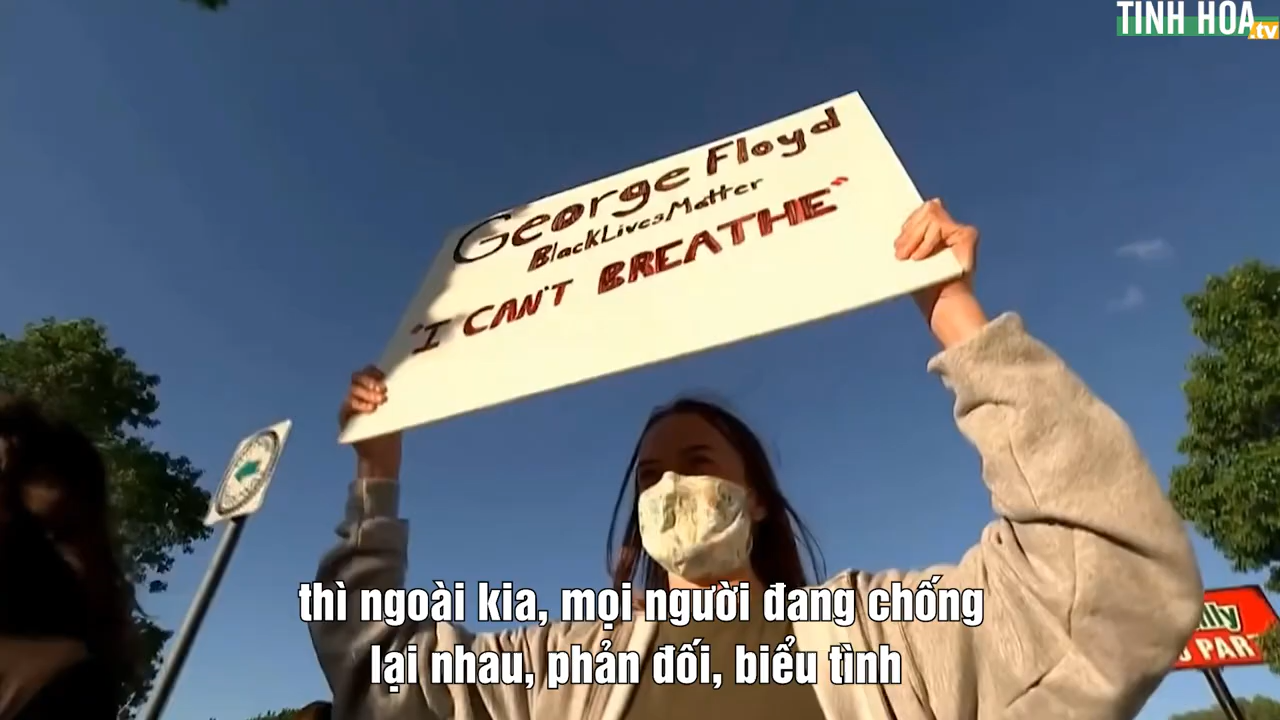 TINH HOA
.tv
George Floyd
BlackLivesMatter
"I CAN'T BREATHE"
thì ngoài kia, mọi người đang chống
lại nhau, phản đối, biểu tình